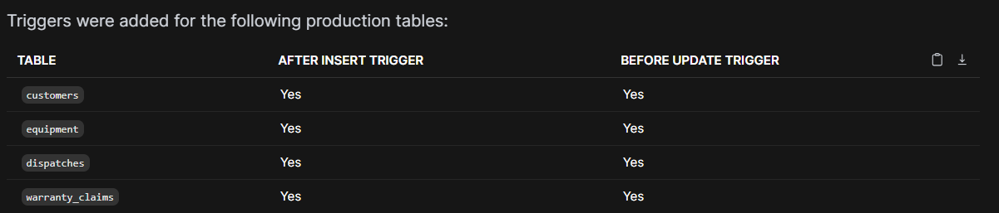 Triggers were added for the following production tables:
TABLE AFTER INSERT TRIGGER BEFORE UPDATE TRIGGER
customers Yes Yes
equipment Yes Yes
dispatches Yes Yes
warranty_claims Yes Yes